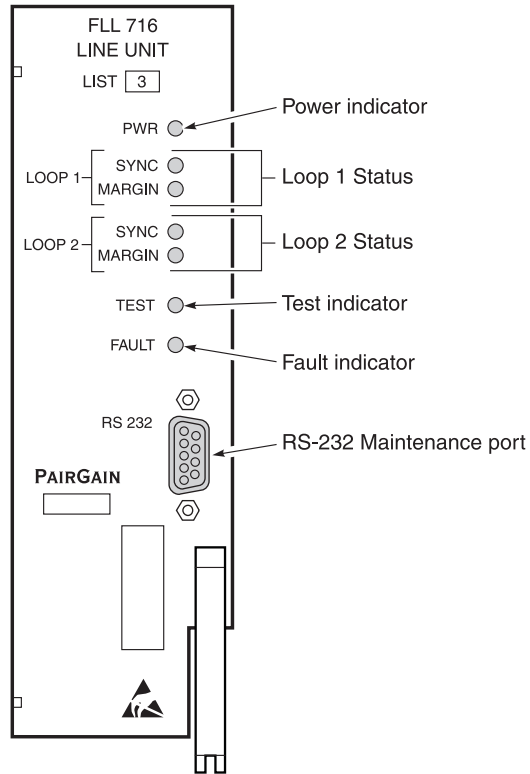 FLL 716
LINE UNIT
LIST 3
PWR
Power indicator
LOOP 1
SYNC
MARGIN
Loop 1 Status
LOOP 2
SYNC
MARGIN
Loop 2 Status
TEST
Test indicator
FAULT
Fault indicator
RS 232
RS-232 Maintenance port
PAIRGAIN